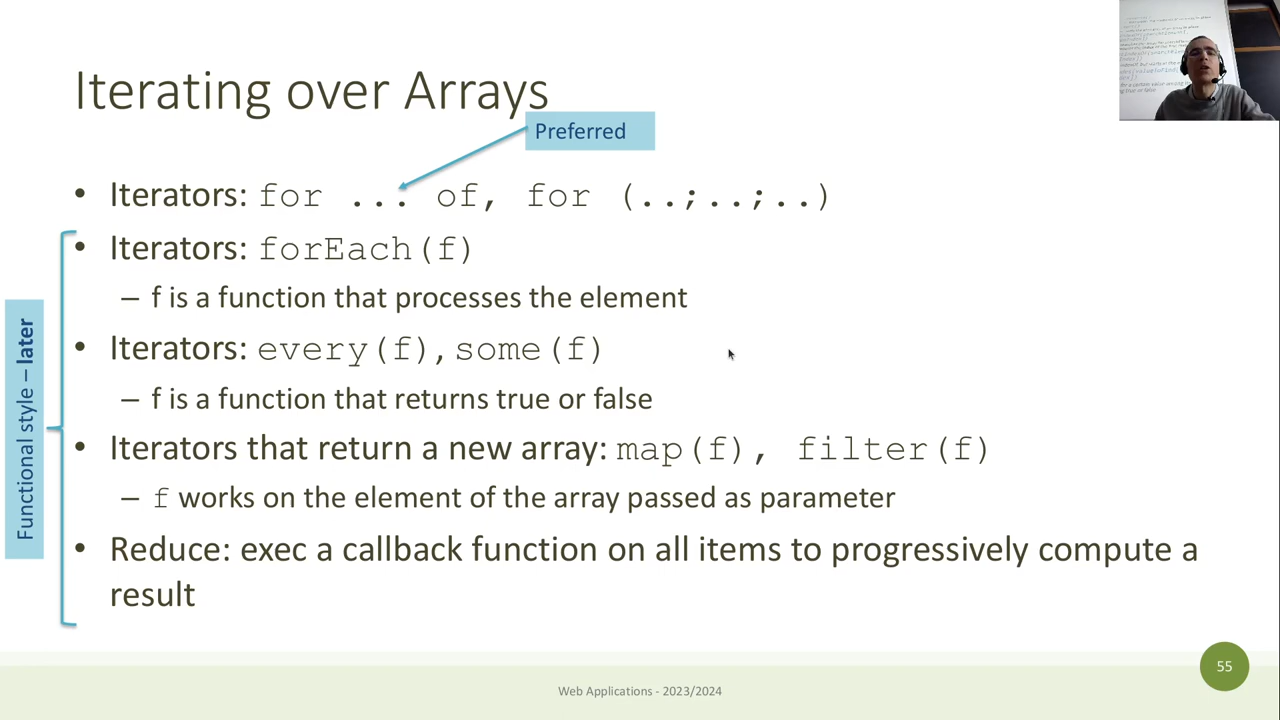 Iterating over Arrays
Preferred
• Iterators: for ... of, for (..;..;..)
• Iterators: forEach(f)
– f is a function that processes the element
• Iterators: every(f), some(f)
– f is a function that returns true or false
• Iterators that return a new array: map(f), filter(f)
– f works on the element of the array passed as parameter
• Reduce: exec a callback function on all items to progressively compute a
result
Functional style – later
55
Web Applications - 2023/2024